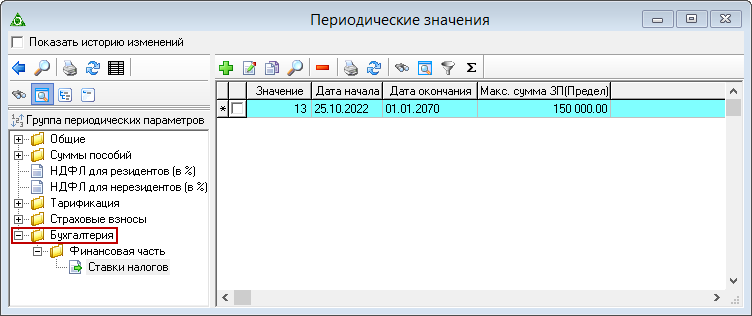 Периодические значения
Показать историю изменений
Группа периодических параметров
Общие
Суммы пособий
НДФЛ для резидентов (в %)
НДФЛ для нерезидентов (в %)
Тарификация
Страховые взносы
Бухгалтерия
Финансовая часть
Ставки налогов
Значение Дата начала Дата окончания Макс. сумма ЗП(Предел)
* 13 25.10.2022 01.01.2070 150 000.00